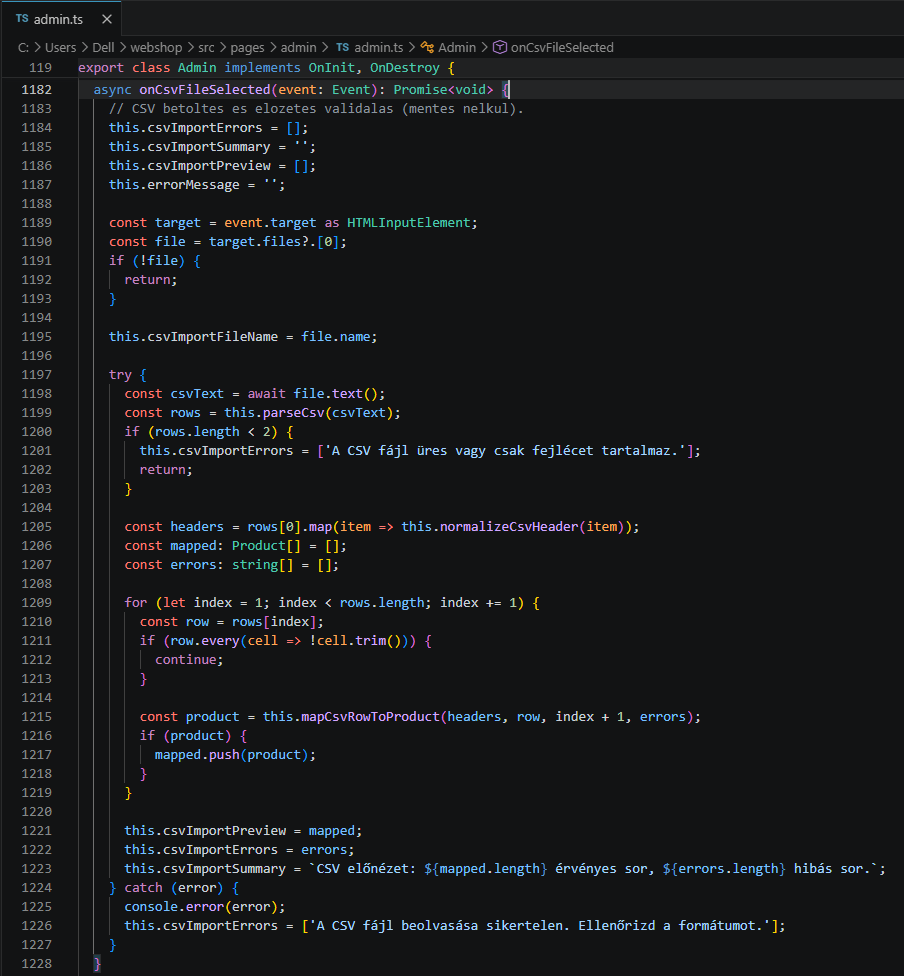 TS admin.ts ×
C: > Users > Dell > webshop > src > pages > admin > TS admin.ts > Admin > onCsvFileSelected
119 export class Admin implements OnInit, OnDestroy {
1182   async onCsvFileSelected(event: Event): Promise<void> {
1183     // CSV betoltes es elozetes validalas (mentes nelkul).
1184     this.csvImportErrors = [];
1185     this.csvImportSummary = '';
1186     this.csvImportPreview = [];
1187     this.errorMessage = '';
1188
1189     const target = event.target as HTMLInputElement;
1190     const file = target.files?.[0];
1191     if (!file) {
1192       return;
1193     }
1194
1195     this.csvImportFileName = file.name;
1196
1197     try {
1198       const csvText = await file.text();
1199       const rows = this.parseCsv(csvText);
1200       if (rows.length < 2) {
1201         this.csvImportErrors = ['A CSV fájl üres vagy csak fejlécet tartalmaz.'];
1202         return;
1203       }
1204
1205       const headers = rows[0].map(item => this.normalizeCsvHeader(item));
1206       const mapped: Product[] = [];
1207       const errors: string[] = [];
1208
1209       for (let index = 1; index < rows.length; index += 1) {
1210         const row = rows[index];
1211         if (row.every(cell => !cell.trim())) {
1212           continue;
1213         }
1214
1215         const product = this.mapCsvRowToProduct(headers, row, index + 1, errors);
1216         if (product) {
1217           mapped.push(product);
1218         }
1219       }
1220
1221       this.csvImportPreview = mapped;
1222       this.csvImportErrors = errors;
1223       this.csvImportSummary = `CSV előnézet: ${mapped.length} érvényes sor, ${errors.length} hibás sor.`;
1224     } catch (error) {
1225       console.error(error);
1226       this.csvImportErrors = ['A CSV fájl beolvasása sikertelen. Ellenőrizd a formátumot.'];
1227     }
1228   }